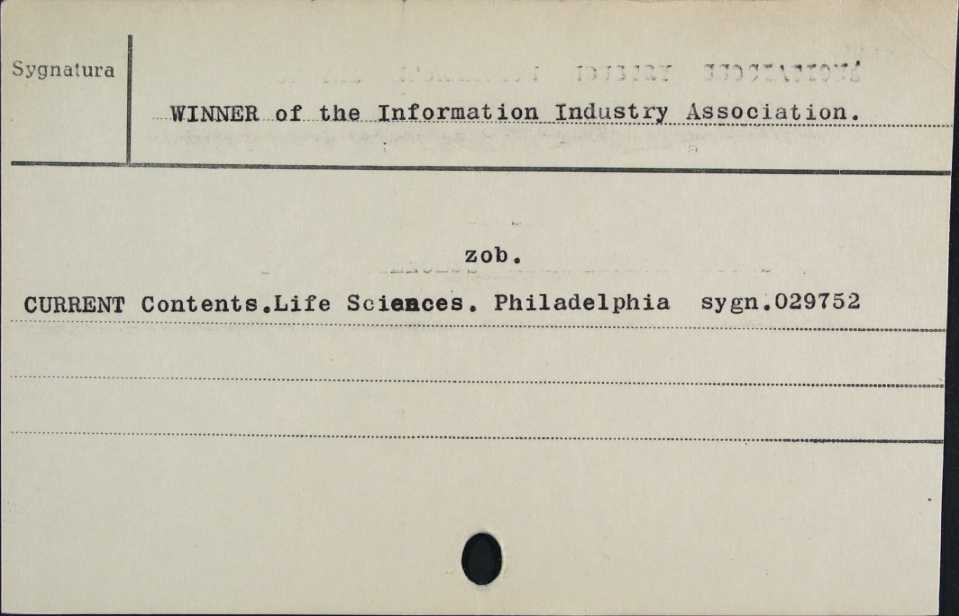 Sygnatura
WINNER of the Information Industry Association.
zob.
CURRENT Contents.Life Sciences. Philadelphia sygn.029752